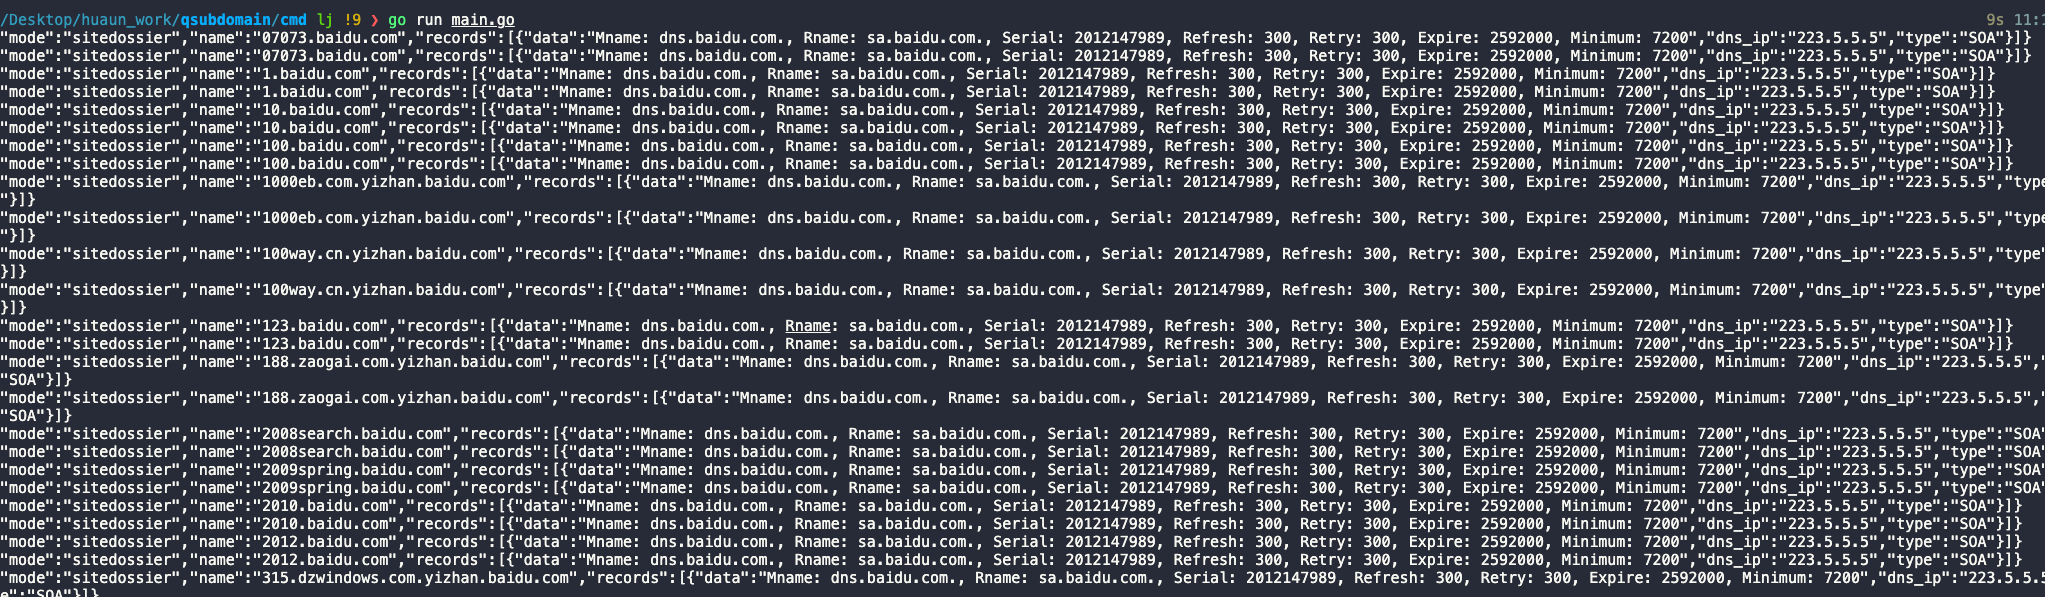 /Desktop/huaun_work/qsubdomain/cmd lj !9 ❯ go run main.go 9s 11:
"mode":"sitedossier","name":"07073.baidu.com","records":[{"data":"Mname: dns.baidu.com., Rname: sa.baidu.com., Serial: 2012147989, Refresh: 300, Retry: 300, Expire: 2592000, Minimum: 7200","dns_ip":"223.5.5.5","type":"SOA"}]}
"mode":"sitedossier","name":"07073.baidu.com","records":[{"data":"Mname: dns.baidu.com., Rname: sa.baidu.com., Serial: 2012147989, Refresh: 300, Retry: 300, Expire: 2592000, Minimum: 7200","dns_ip":"223.5.5.5","type":"SOA"}]}
"mode":"sitedossier","name":"1.baidu.com","records":[{"data":"Mname: dns.baidu.com., Rname: sa.baidu.com., Serial: 2012147989, Refresh: 300, Retry: 300, Expire: 2592000, Minimum: 7200","dns_ip":"223.5.5.5","type":"SOA"}]}
"mode":"sitedossier","name":"1.baidu.com","records":[{"data":"Mname: dns.baidu.com., Rname: sa.baidu.com., Serial: 2012147989, Refresh: 300, Retry: 300, Expire: 2592000, Minimum: 7200","dns_ip":"223.5.5.5","type":"SOA"}]}
"mode":"sitedossier","name":"10.baidu.com","records":[{"data":"Mname: dns.baidu.com., Rname: sa.baidu.com., Serial: 2012147989, Refresh: 300, Retry: 300, Expire: 2592000, Minimum: 7200","dns_ip":"223.5.5.5","type":"SOA"}]}
"mode":"sitedossier","name":"10.baidu.com","records":[{"data":"Mname: dns.baidu.com., Rname: sa.baidu.com., Serial: 2012147989, Refresh: 300, Retry: 300, Expire: 2592000, Minimum: 7200","dns_ip":"223.5.5.5","type":"SOA"}]}
"mode":"sitedossier","name":"100.baidu.com","records":[{"data":"Mname: dns.baidu.com., Rname: sa.baidu.com., Serial: 2012147989, Refresh: 300, Retry: 300, Expire: 2592000, Minimum: 7200","dns_ip":"223.5.5.5","type":"SOA"}]}
"mode":"sitedossier","name":"100.baidu.com","records":[{"data":"Mname: dns.baidu.com., Rname: sa.baidu.com., Serial: 2012147989, Refresh: 300, Retry: 300, Expire: 2592000, Minimum: 7200","dns_ip":"223.5.5.5","type":"SOA"}]}
"mode":"sitedossier","name":"1000eb.com.yizhan.baidu.com","records":[{"data":"Mname: dns.baidu.com., Rname: sa.baidu.com., Serial: 2012147989, Refresh: 300, Retry: 300, Expire: 2592000, Minimum: 7200","dns_ip":"223.5.5.5","type
"}]}
"mode":"sitedossier","name":"1000eb.com.yizhan.baidu.com","records":[{"data":"Mname: dns.baidu.com., Rname: sa.baidu.com., Serial: 2012147989, Refresh: 300, Retry: 300, Expire: 2592000, Minimum: 7200","dns_ip":"223.5.5.5","type
"}]}
"mode":"sitedossier","name":"100way.cn.yizhan.baidu.com","records":[{"data":"Mname: dns.baidu.com., Rname: sa.baidu.com., Serial: 2012147989, Refresh: 300, Retry: 300, Expire: 2592000, Minimum: 7200","dns_ip":"223.5.5.5","type"
}]}
"mode":"sitedossier","name":"100way.cn.yizhan.baidu.com","records":[{"data":"Mname: dns.baidu.com., Rname: sa.baidu.com., Serial: 2012147989, Refresh: 300, Retry: 300, Expire: 2592000, Minimum: 7200","dns_ip":"223.5.5.5","type"
}]}
"mode":"sitedossier","name":"123.baidu.com","records":[{"data":"Mname: dns.baidu.com., Rname: sa.baidu.com., Serial: 2012147989, Refresh: 300, Retry: 300, Expire: 2592000, Minimum: 7200","dns_ip":"223.5.5.5","type":"SOA"}]}
"mode":"sitedossier","name":"123.baidu.com","records":[{"data":"Mname: dns.baidu.com., Rname: sa.baidu.com., Serial: 2012147989, Refresh: 300, Retry: 300, Expire: 2592000, Minimum: 7200","dns_ip":"223.5.5.5","type":"SOA"}]}
"mode":"sitedossier","name":"188.zaogai.com.yizhan.baidu.com","records":[{"data":"Mname: dns.baidu.com., Rname: sa.baidu.com., Serial: 2012147989, Refresh: 300, Retry: 300, Expire: 2592000, Minimum: 7200","dns_ip":"223.5.5.5","
"SOA"}]}
"mode":"sitedossier","name":"188.zaogai.com.yizhan.baidu.com","records":[{"data":"Mname: dns.baidu.com., Rname: sa.baidu.com., Serial: 2012147989, Refresh: 300, Retry: 300, Expire: 2592000, Minimum: 7200","dns_ip":"223.5.5.5","
"SOA"}]}
"mode":"sitedossier","name":"2008search.baidu.com","records":[{"data":"Mname: dns.baidu.com., Rname: sa.baidu.com., Serial: 2012147989, Refresh: 300, Retry: 300, Expire: 2592000, Minimum: 7200","dns_ip":"223.5.5.5","type":"SOA"
"mode":"sitedossier","name":"2008search.baidu.com","records":[{"data":"Mname: dns.baidu.com., Rname: sa.baidu.com., Serial: 2012147989, Refresh: 300, Retry: 300, Expire: 2592000, Minimum: 7200","dns_ip":"223.5.5.5","type":"SOA"
"mode":"sitedossier","name":"2009spring.baidu.com","records":[{"data":"Mname: dns.baidu.com., Rname: sa.baidu.com., Serial: 2012147989, Refresh: 300, Retry: 300, Expire: 2592000, Minimum: 7200","dns_ip":"223.5.5.5","type":"SOA"
"mode":"sitedossier","name":"2009spring.baidu.com","records":[{"data":"Mname: dns.baidu.com., Rname: sa.baidu.com., Serial: 2012147989, Refresh: 300, Retry: 300, Expire: 2592000, Minimum: 7200","dns_ip":"223.5.5.5","type":"SOA"
"mode":"sitedossier","name":"2010.baidu.com","records":[{"data":"Mname: dns.baidu.com., Rname: sa.baidu.com., Serial: 2012147989, Refresh: 300, Retry: 300, Expire: 2592000, Minimum: 7200","dns_ip":"223.5.5.5","type":"SOA"}]}
"mode":"sitedossier","name":"2010.baidu.com","records":[{"data":"Mname: dns.baidu.com., Rname: sa.baidu.com., Serial: 2012147989, Refresh: 300, Retry: 300, Expire: 2592000, Minimum: 7200","dns_ip":"223.5.5.5","type":"SOA"}]}
"mode":"sitedossier","name":"2012.baidu.com","records":[{"data":"Mname: dns.baidu.com., Rname: sa.baidu.com., Serial: 2012147989, Refresh: 300, Retry: 300, Expire: 2592000, Minimum: 7200","dns_ip":"223.5.5.5","type":"SOA"}]}
"mode":"sitedossier","name":"2012.baidu.com","records":[{"data":"Mname: dns.baidu.com., Rname: sa.baidu.com., Serial: 2012147989, Refresh: 300, Retry: 300, Expire: 2592000, Minimum: 7200","dns_ip":"223.5.5.5","type":"SOA"}]}
"mode":"sitedossier","name":"315.dzwindows.com.yizhan.baidu.com","records":[{"data":"Mname: dns.baidu.com., Rname: sa.baidu.com., Serial: 2012147989, Refresh: 300, Retry: 300, Expire: 2592000, Minimum: 7200","dns_ip":"223.5.5.5
e":"SOA"}]}